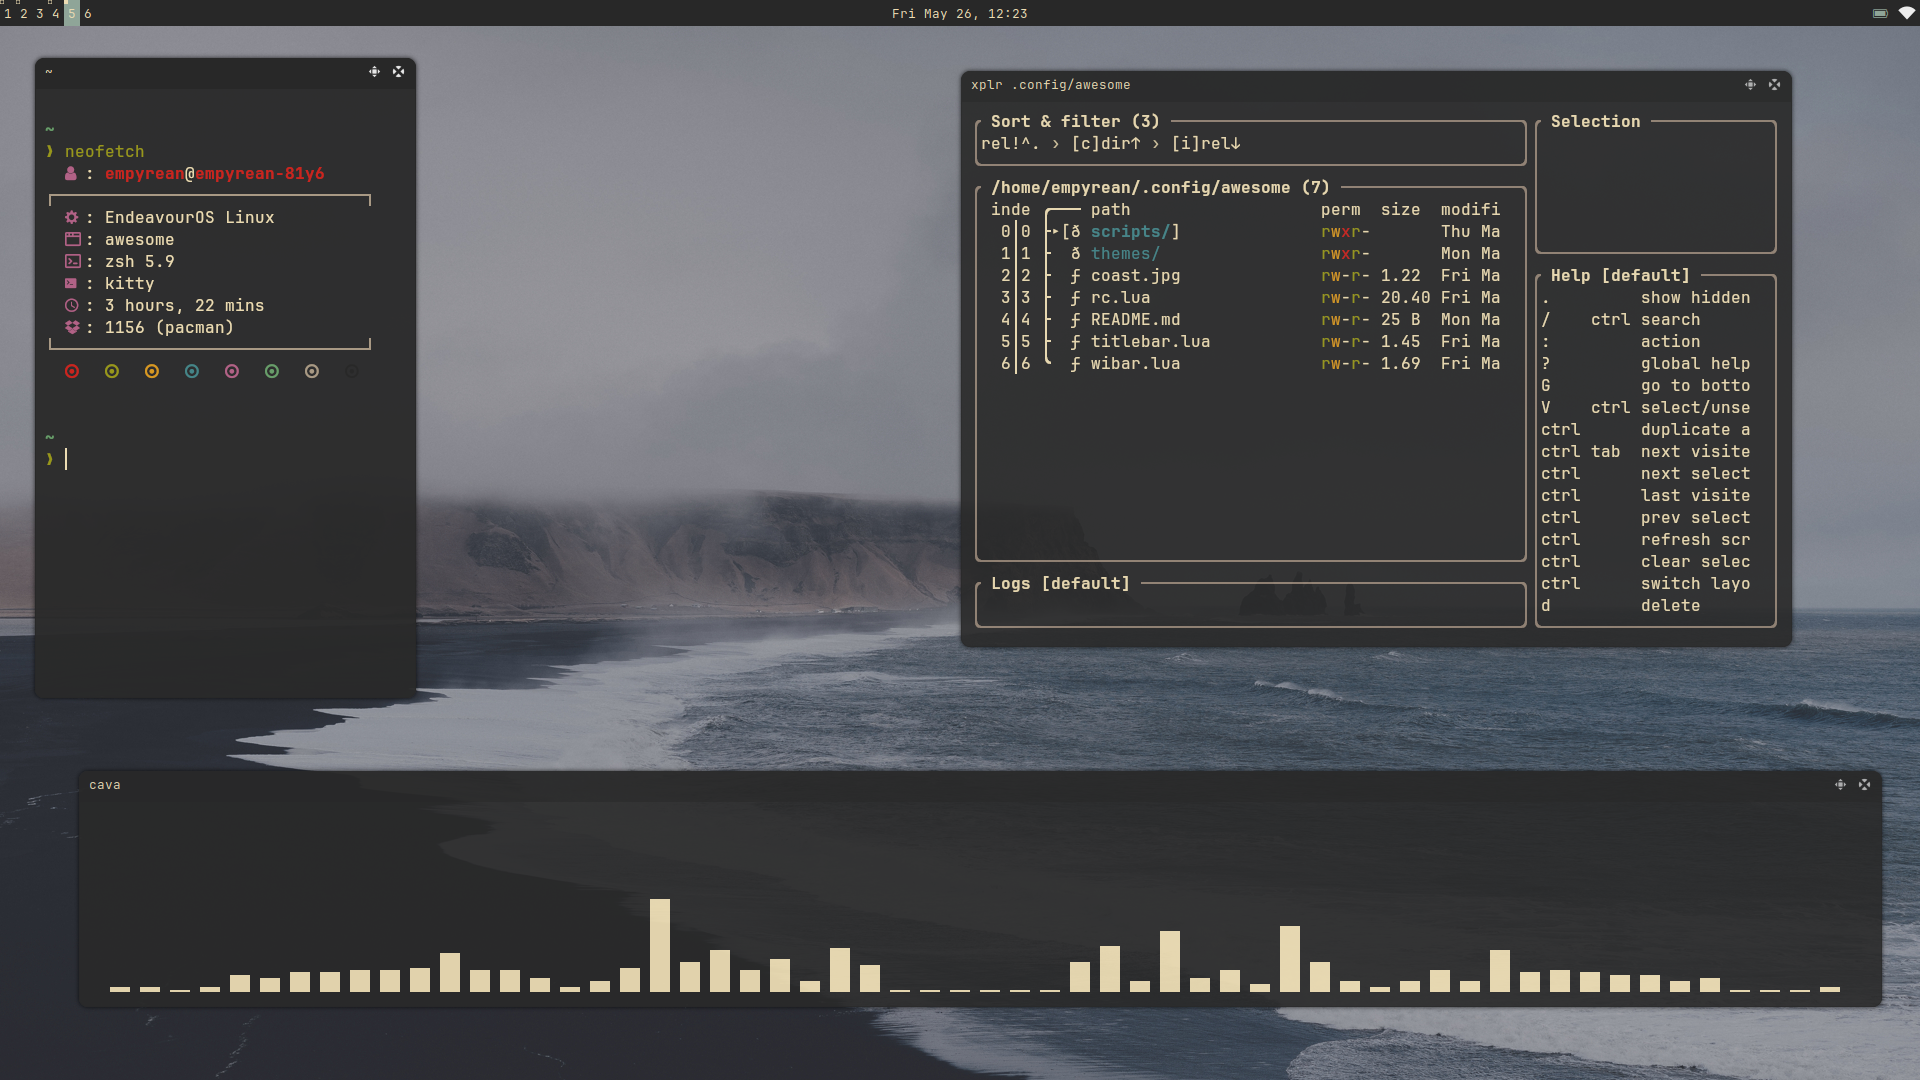 1 2 3 4 5 6
Fri May 26, 12:23
~
~
❱ neofetch
: empyrean@empyrean-81y6
: EndeavourOS Linux
: awesome
: zsh 5.9
: kitty
: 3 hours, 22 mins
: 1156 (pacman)
~
❱
xplr .config/awesome
Sort & filter (3)
rel!^. › [c]dir↑ › [i]rel↓
/home/empyrean/.config/awesome (7)
inde ╭─── path perm size modifi
0│0 ├▸[ð scripts/] rwxr- Thu Ma
1│1 ├ ð themes/ rwxr- Mon Ma
2│2 ├ ƒ coast.jpg rw-r- 1.22 Fri Ma
3│3 ├ ƒ rc.lua rw-r- 20.40 Fri Ma
4│4 ├ ƒ README.md rw-r- 25 B Mon Ma
5│5 ├ ƒ titlebar.lua rw-r- 1.45 Fri Ma
6│6 ╰ ƒ wibar.lua rw-r- 1.69 Fri Ma
Logs [default]
Selection
Help [default]
. show hidden
/ ctrl search
: action
? global help
G go to botto
V ctrl select/unse
ctrl duplicate a
ctrl tab next visite
ctrl next select
ctrl last visite
ctrl prev select
ctrl refresh scr
ctrl clear selec
ctrl switch layo
d delete
cava